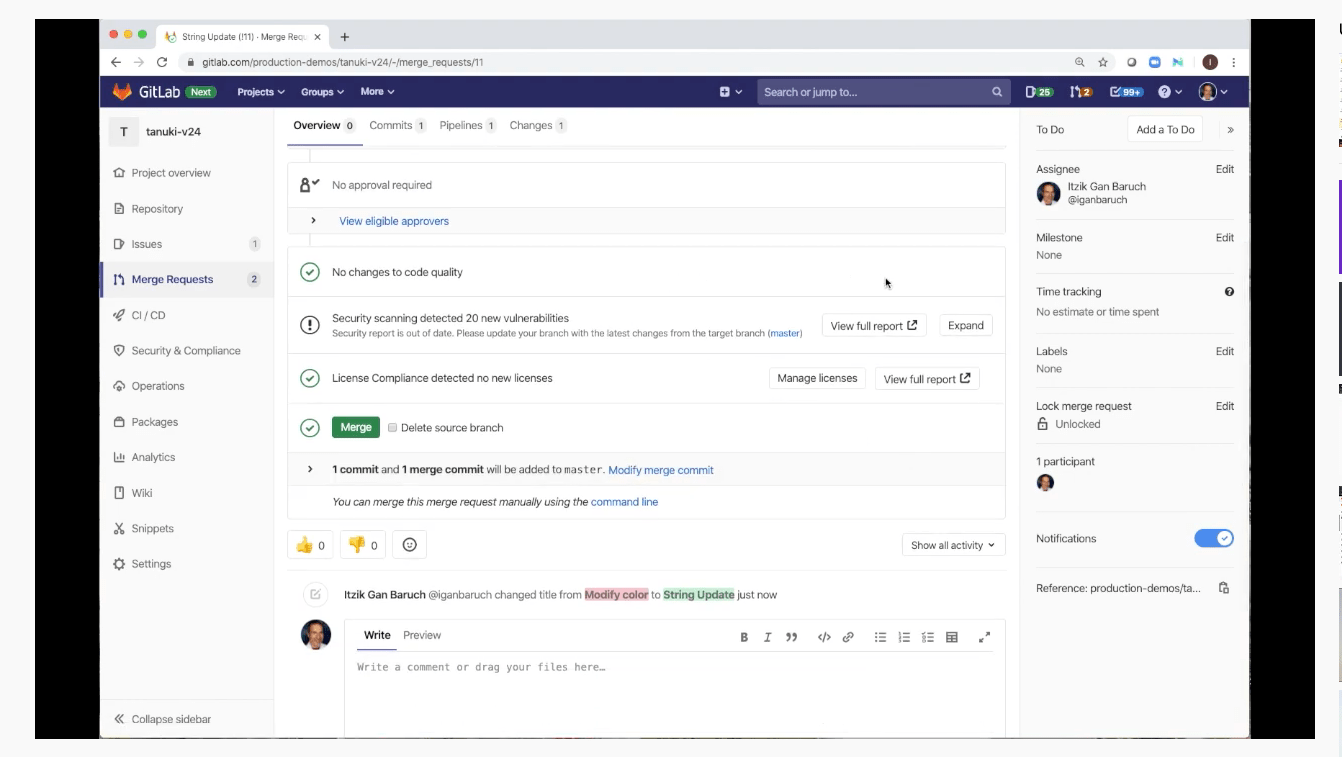 String Update (!11) · Merge Req
gitlab.com/production-demos/tanuki-v24/-/merge_requests/11
GitLab Next Projects Groups More Search or jump to... 25 2 99+
T tanuki-v24
Project overview
Repository
Issues 1
Merge Requests 2
CI / CD
Security & Compliance
Operations
Packages
Analytics
Wiki
Snippets
Settings
Collapse sidebar
Overview 0 Commits 1 Pipelines 1 Changes 1
No approval required
View eligible approvers
No changes to code quality
Security scanning detected 20 new vulnerabilities
Security report is out of date. Please update your branch with the latest changes from the target branch (master)
View full report Expand
License Compliance detected no new licenses
Manage licenses View full report
Merge Delete source branch
1 commit and 1 merge commit will be added to master. Modify merge commit
You can merge this merge request manually using the command line
0 0 Show all activity
Itzik Gan Baruch @iganbaruch changed title from Modify color to String Update just now
Write Preview
Write a comment or drag your files here…
To Do Add a To Do
Assignee Edit
Itzik Gan Baruch
@iganbaruch
Milestone Edit
None
Time tracking
No estimate or time spent
Labels Edit
None
Lock merge request Edit
Unlocked
1 participant
Notifications
Reference: production-demos/ta...